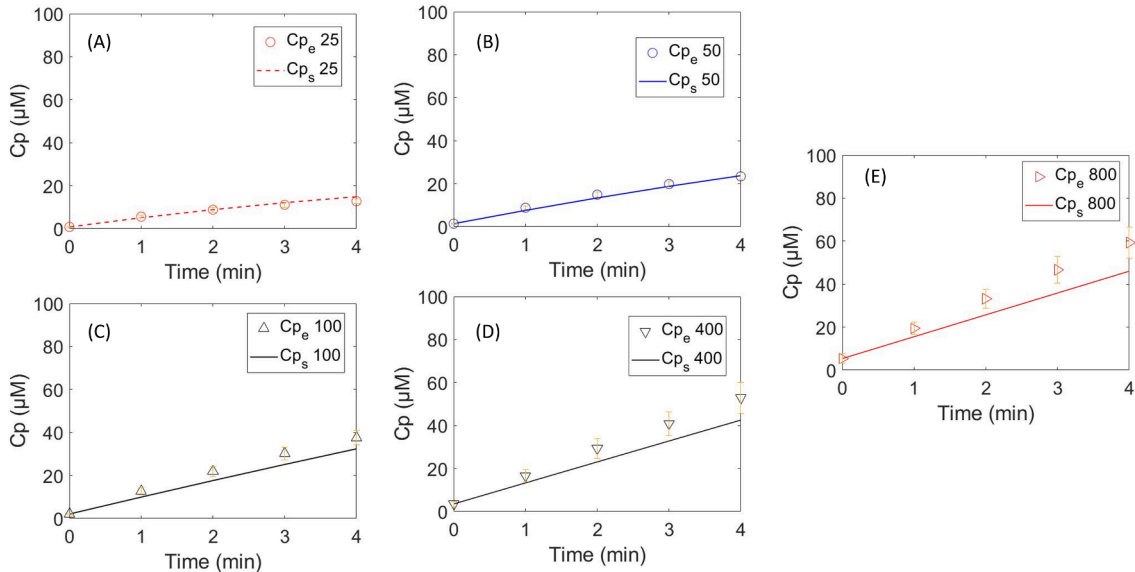 (A)
Cpₑ 25
Cpₛ 25
100
80
60
40
20
0
Cp (µM)
0 1 2 3 4
Time (min)
(B)
Cpₑ 50
Cpₛ 50
100
80
60
40
20
0
Cp (µM)
0 1 2 3 4
Time (min)
(C)
Cpₑ 100
Cpₛ 100
100
80
60
40
20
0
Cp (µM)
0 1 2 3 4
Time (min)
(D)
Cpₑ 400
Cpₛ 400
100
80
60
40
20
0
Cp (µM)
0 1 2 3 4
Time (min)
(E)
Cpₑ 800
Cpₛ 800
100
80
60
40
20
0
Cp (µM)
0 1 2 3 4
Time (min)